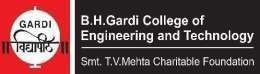 GARDI
विद्यापीठ
B.H.Gardi College of
Engineering and Technology
Smt. T.V.Mehta Charitable Foundation